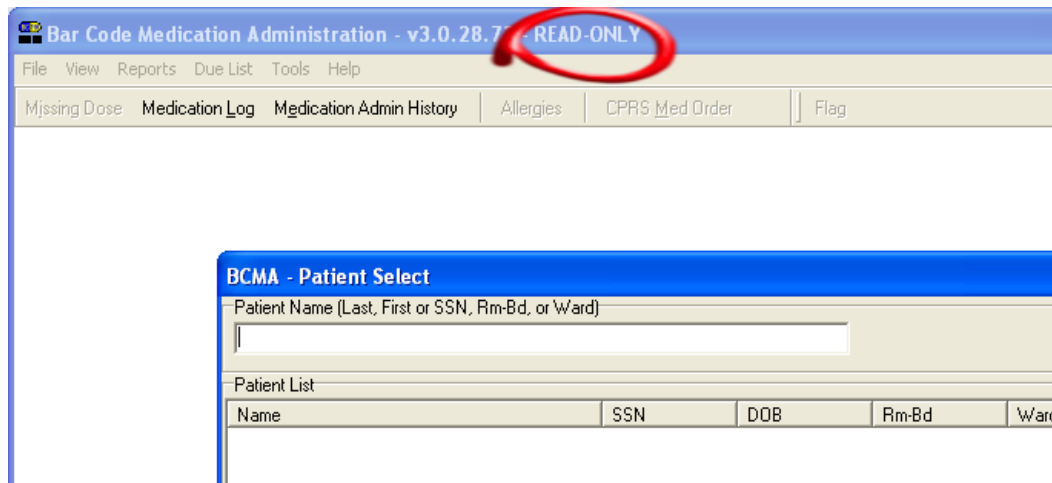 Bar Code Medication Administration - v3.0.28. - READ-ONLY
File View Reports Due List Tools Help
Missing Dose Medication Log Medication Admin History Allergies CPRS Med Order Flag
BCMA - Patient Select
Patient Name (Last, First or SSN, Rm-Bd, or Ward)
Patient List
Name SSN DOB Rm-Bd